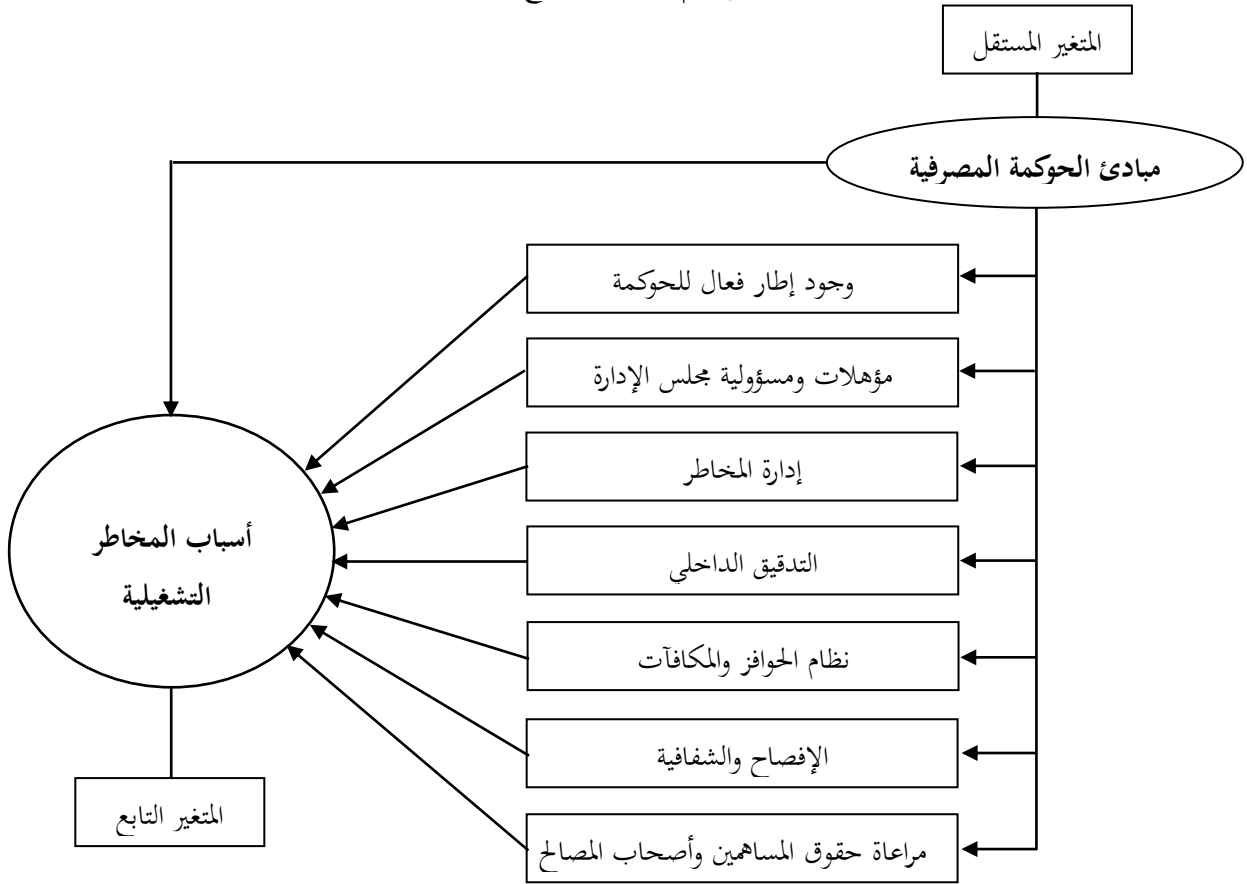 المتغير المستقل
مبادئ الحوكمة المصرفية
وجود إطار فعال للحوكمة
مؤهلات ومسؤولية مجلس الإدارة
إدارة المخاطر
التدقيق الداخلي
نظام الحوافز والمكافآت
الإفصاح والشفافية
مراعاة حقوق المساهمين وأصحاب المصالح
أسباب المخاطر
التشغيلية
المتغير التابع